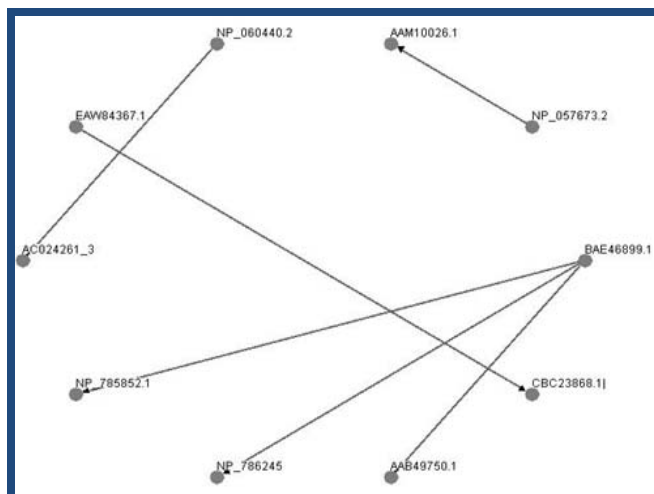 NP_060440.2
AAM10026.1
EAW84367.1
NP_057673.2
AC024261_3
BAE46899.1
NP_785852.1
CBC23868.1|
NP_786245
AAB49750.1